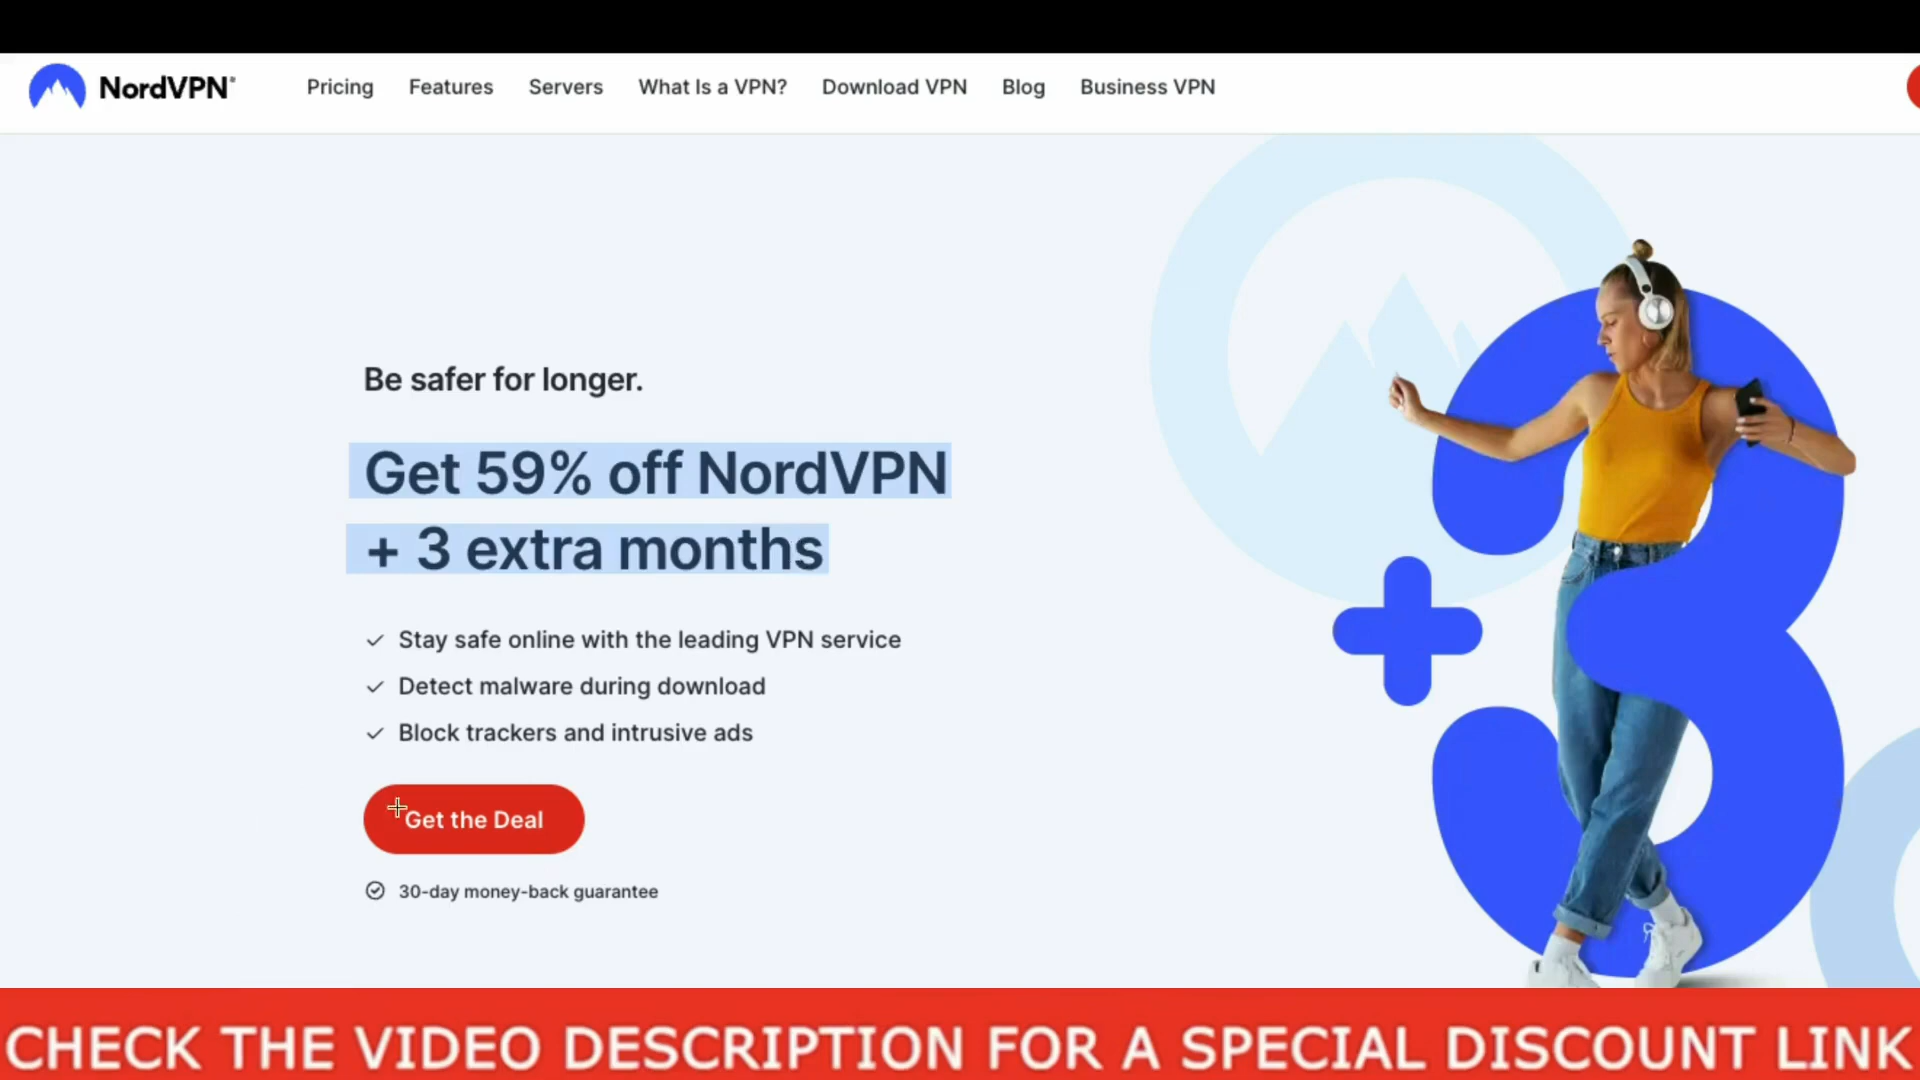 NordVPN®
Pricing Features Servers What Is a VPN? Download VPN Blog Business VPN
Be safer for longer.
Get 59% off NordVPN
+ 3 extra months
Stay safe online with the leading VPN service
Detect malware during download
Block trackers and intrusive ads
Get the Deal
30-day money-back guarantee
+3
CHECK THE VIDEO DESCRIPTION FOR A SPECIAL DISCOUNT LINK